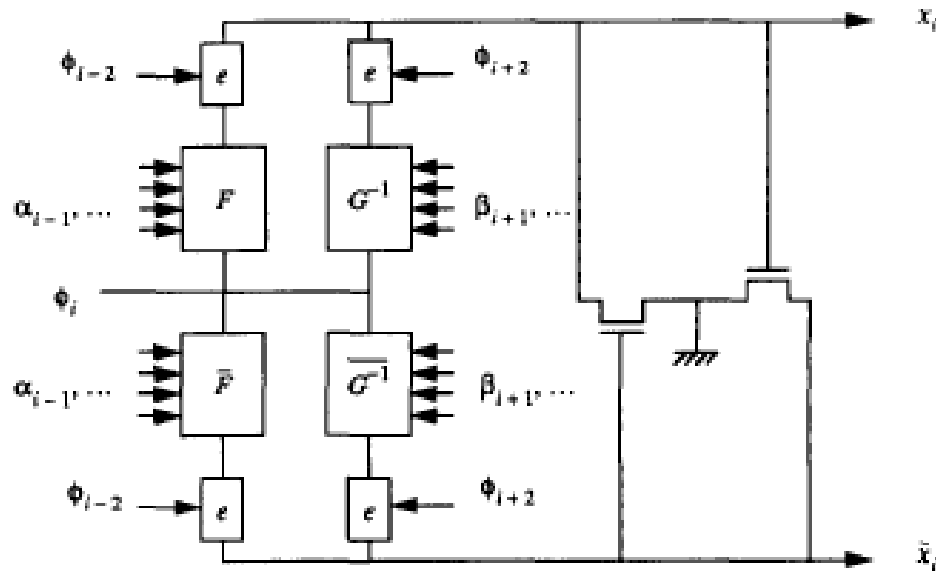 x_i
ϕ_{i-2} e e ϕ_{i+2}
α_{i-1}, ... F G^{-1} β_{i+1}, ...
ϕ_i
α_{i-1}, ... F̄ \overline{G^{-1}} β_{i+1}, ...
ϕ_{i-2} e e ϕ_{i+2}
x̄_i